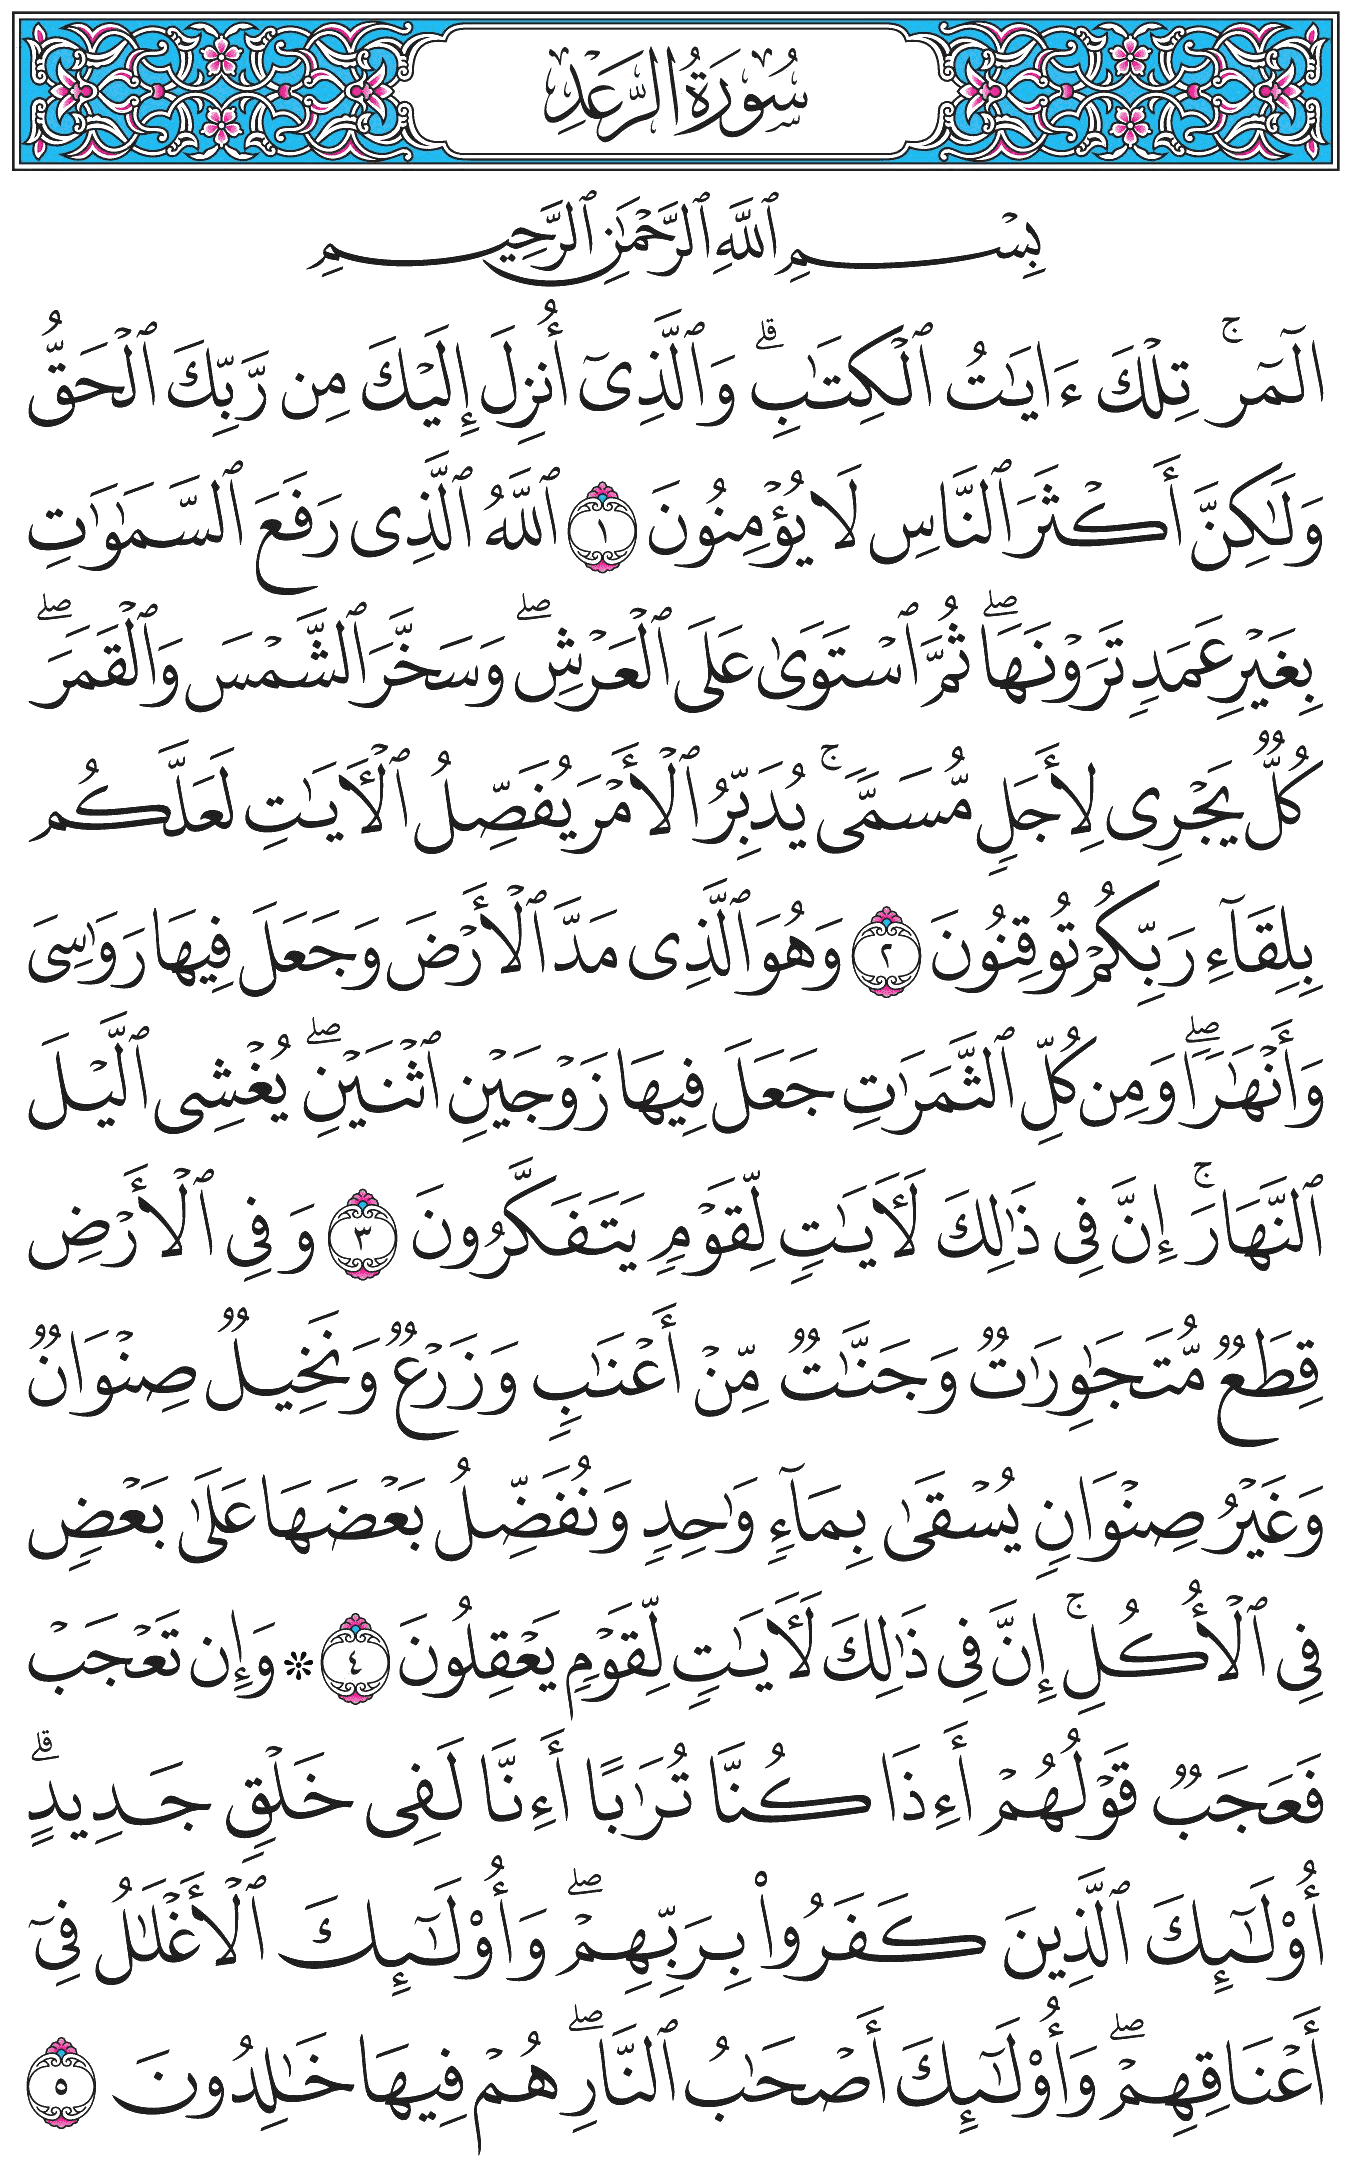 سُورَةُ الرَّعْدِ
بِسْمِ ٱللَّهِ ٱلرَّحْمَٰنِ ٱلرَّحِيمِ
الٓمٓر ۚ تِلْكَ ءَايَٰتُ ٱلْكِتَٰبِ ۗ وَٱلَّذِىٓ أُنزِلَ إِلَيْكَ مِن رَّبِّكَ ٱلْحَقُّ
وَلَٰكِنَّ أَكْثَرَ ٱلنَّاسِ لَا يُؤْمِنُونَ ١ ٱللَّهُ ٱلَّذِى رَفَعَ ٱلسَّمَٰوَٰتِ
بِغَيْرِ عَمَدٍ تَرَوْنَهَا ۖ ثُمَّ ٱسْتَوَىٰ عَلَى ٱلْعَرْشِ ۖ وَسَخَّرَ ٱلشَّمْسَ وَٱلْقَمَرَ ۖ
كُلٌّ يَجْرِى لِأَجَلٍ مُّسَمًّى ۚ يُدَبِّرُ ٱلْأَمْرَ يُفَصِّلُ ٱلْءَايَٰتِ لَعَلَّكُم
بِلِقَآءِ رَبِّكُمْ تُوقِنُونَ ٢ وَهُوَ ٱلَّذِى مَدَّ ٱلْأَرْضَ وَجَعَلَ فِيهَا رَوَٰسِىَ
وَأَنْهَٰرًا ۖ وَمِن كُلِّ ٱلثَّمَرَٰتِ جَعَلَ فِيهَا زَوْجَيْنِ ٱثْنَيْنِ ۖ يُغْشِى ٱلَّيْلَ
ٱلنَّهَارَ ۚ إِنَّ فِى ذَٰلِكَ لَءَايَٰتٍ لِّقَوْمٍ يَتَفَكَّرُونَ ٣ وَفِى ٱلْأَرْضِ
قِطَعٌ مُّتَجَٰوِرَٰتٌ وَجَنَّٰتٌ مِّنْ أَعْنَٰبٍ وَزَرْعٌ وَنَخِيلٌ صِنْوَانٌ
وَغَيْرُ صِنْوَانٍ يُسْقَىٰ بِمَآءٍ وَٰحِدٍ وَنُفَضِّلُ بَعْضَهَا عَلَىٰ بَعْضٍ
فِى ٱلْأُكُلِ ۚ إِنَّ فِى ذَٰلِكَ لَءَايَٰتٍ لِّقَوْمٍ يَعْقِلُونَ ٤ ۞ وَإِن تَعْجَبْ
فَعَجَبٌ قَوْلُهُمْ أَءِذَا كُنَّا تُرَٰبًا أَءِنَّا لَفِى خَلْقٍ جَدِيدٍ ۗ
أُو۟لَٰٓئِكَ ٱلَّذِينَ كَفَرُوا۟ بِرَبِّهِمْ ۖ وَأُو۟لَٰٓئِكَ ٱلْأَغْلَٰلُ فِىٓ
أَعْنَاقِهِمْ ۖ وَأُو۟لَٰٓئِكَ أَصْحَٰبُ ٱلنَّارِ ۖ هُمْ فِيهَا خَٰلِدُونَ ٥